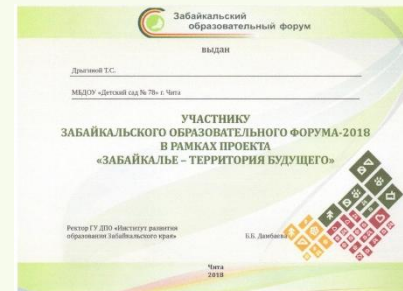 Забайкальский
образовательный форум
ВЫДАН
Дрыгиной Т.С.
МБДОУ «Детский сад № 78» г. Чита
УЧАСТНИКУ
ЗАБАЙКАЛЬСКОГО ОБРАЗОВАТЕЛЬНОГО ФОРУМА-2018
В РАМКАХ ПРОЕКТА
«ЗАБАЙКАЛЬЕ – ТЕРРИТОРИЯ БУДУЩЕГО»
Ректор ГУ ДПО «Институт развития
образования Забайкальского края»
Б.Б. Дамбаева
Чита
2018